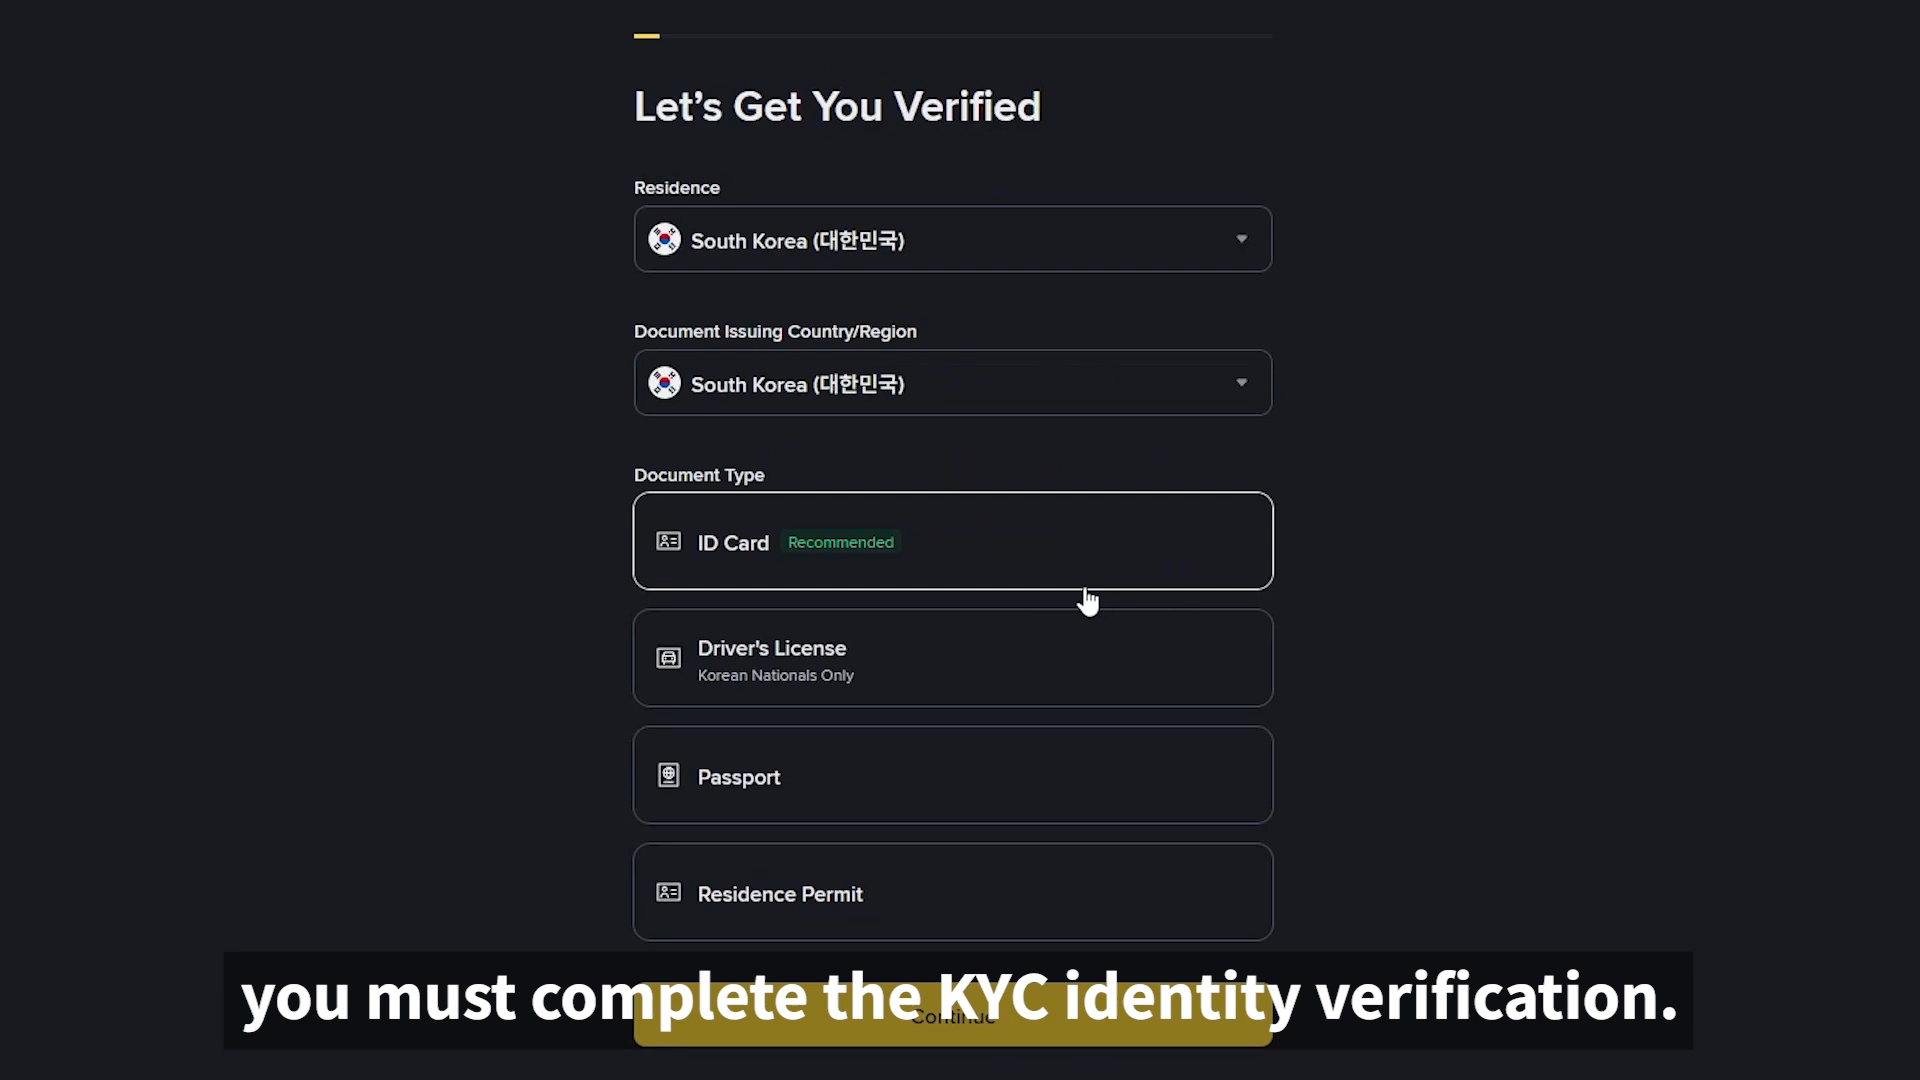 Let’s Get You Verified
Residence
South Korea (대한민국)
Document Issuing Country/Region
South Korea (대한민국)
Document Type
ID Card Recommended
Driver's License
Korean Nationals Only
Passport
Residence Permit
Continue
you must complete the KYC identity verification.